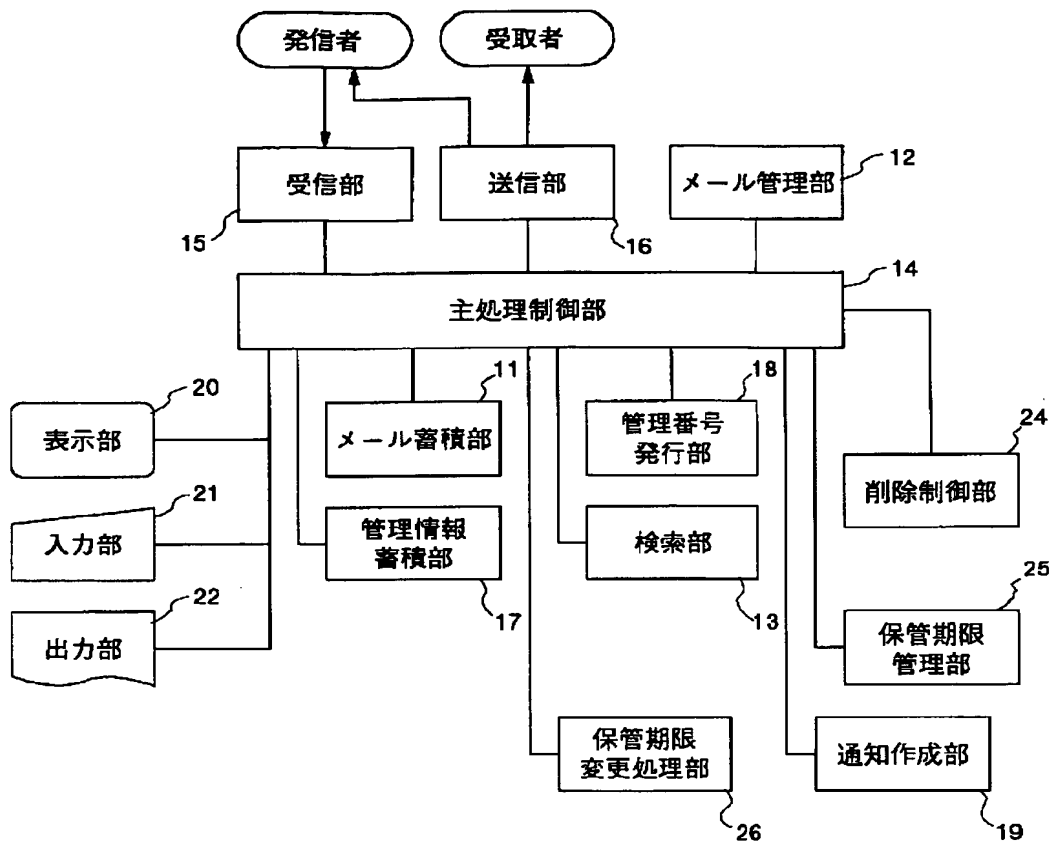 発信者
受取者
受信部
15
送信部
16
メール管理部
12
主処理制御部
14
表示部
20
メール蓄積部
11
管理番号
発行部
18
削除制御部
24
入力部
21
管理情報
蓄積部
17
検索部
13
出力部
22
保管期限
管理部
25
保管期限
変更処理部
26
通知作成部
19